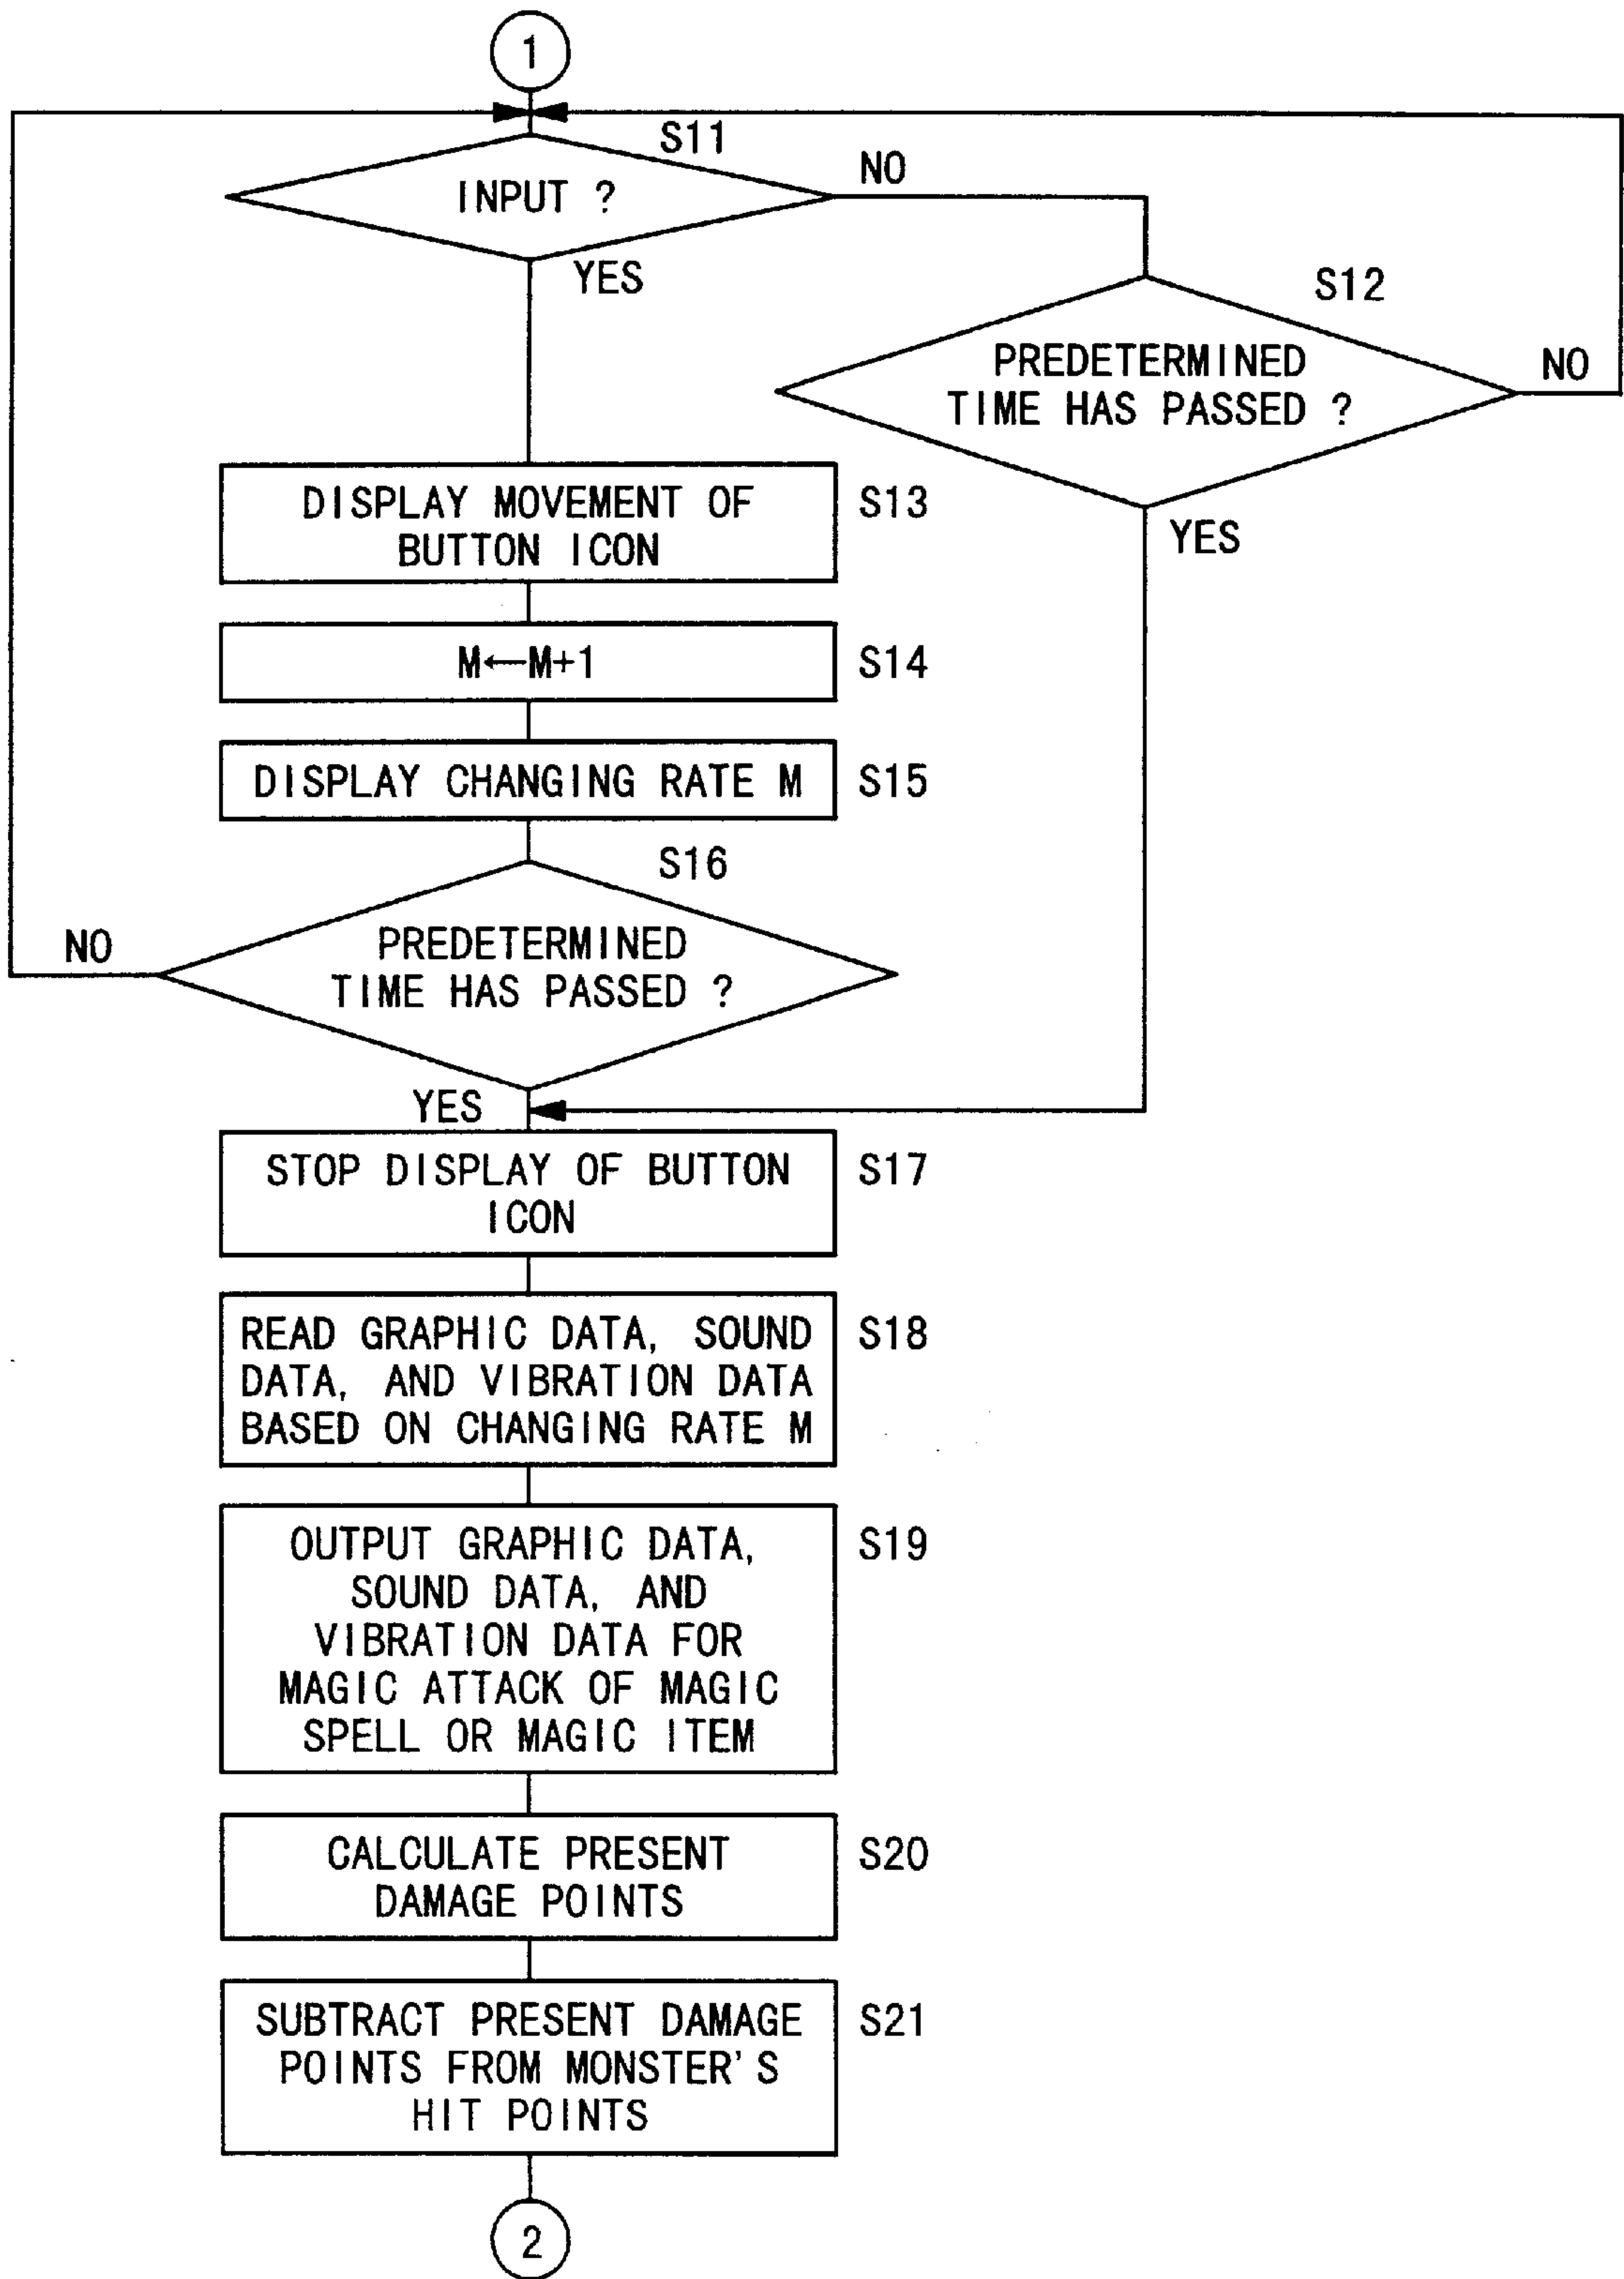 1
S11
INPUT ?
NO
YES
S12
PREDETERMINED
TIME HAS PASSED ?
NO
YES
DISPLAY MOVEMENT OF
BUTTON ICON
S13
M←M+1
S14
DISPLAY CHANGING RATE M
S15
S16
PREDETERMINED
TIME HAS PASSED ?
NO
YES
STOP DISPLAY OF BUTTON
ICON
S17
READ GRAPHIC DATA, SOUND
DATA, AND VIBRATION DATA
BASED ON CHANGING RATE M
S18
OUTPUT GRAPHIC DATA,
SOUND DATA, AND
VIBRATION DATA FOR
MAGIC ATTACK OF MAGIC
SPELL OR MAGIC ITEM
S19
CALCULATE PRESENT
DAMAGE POINTS
S20
SUBTRACT PRESENT DAMAGE
POINTS FROM MONSTER'S
HIT POINTS
S21
2